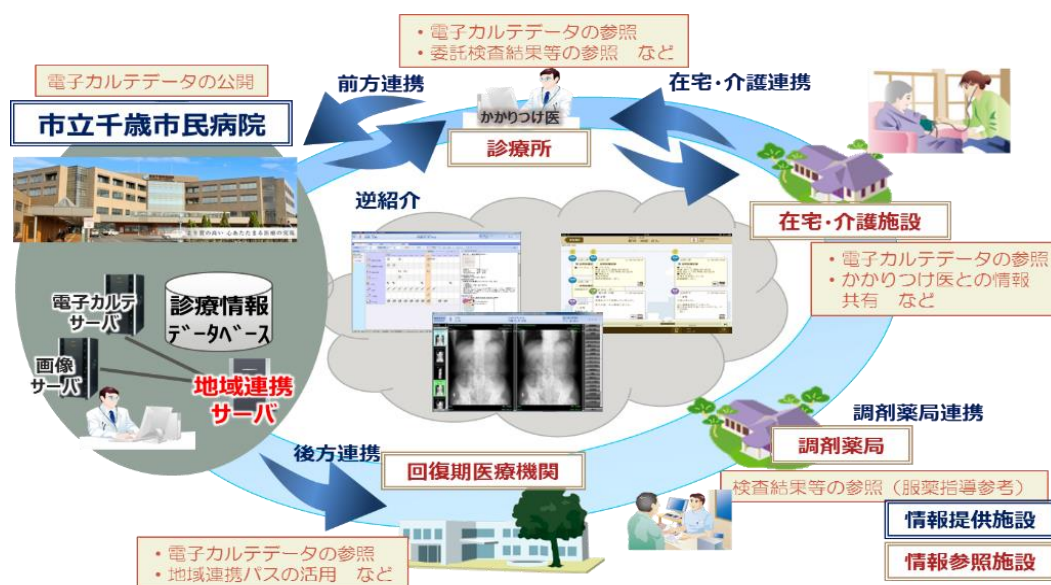 ・電子カルテデータの参照
・委託検査結果等の参照　など
電子カルテデータの公開
市立千歳市民病院
前方連携
かかりつけ医
診療所
在宅・介護連携
逆紹介
在宅・介護施設
・電子カルテデータの参照
・かかりつけ医との情報
共有　など
電子カルテ
サーバ
診療情報
データベース
画像
サーバ
地域連携
サーバ
調剤薬局連携
調剤薬局
検査結果等の参照（服薬指導参考）
後方連携
回復期医療機関
・電子カルテデータの参照
・地域連携パスの活用　など
情報提供施設
情報参照施設